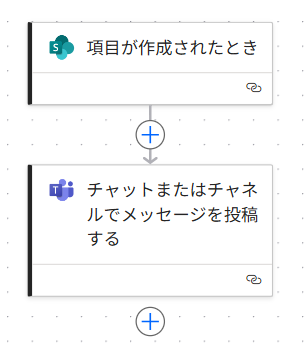 項目が作成されたとき
チャットまたはチャネ
ルでメッセージを投稿
する